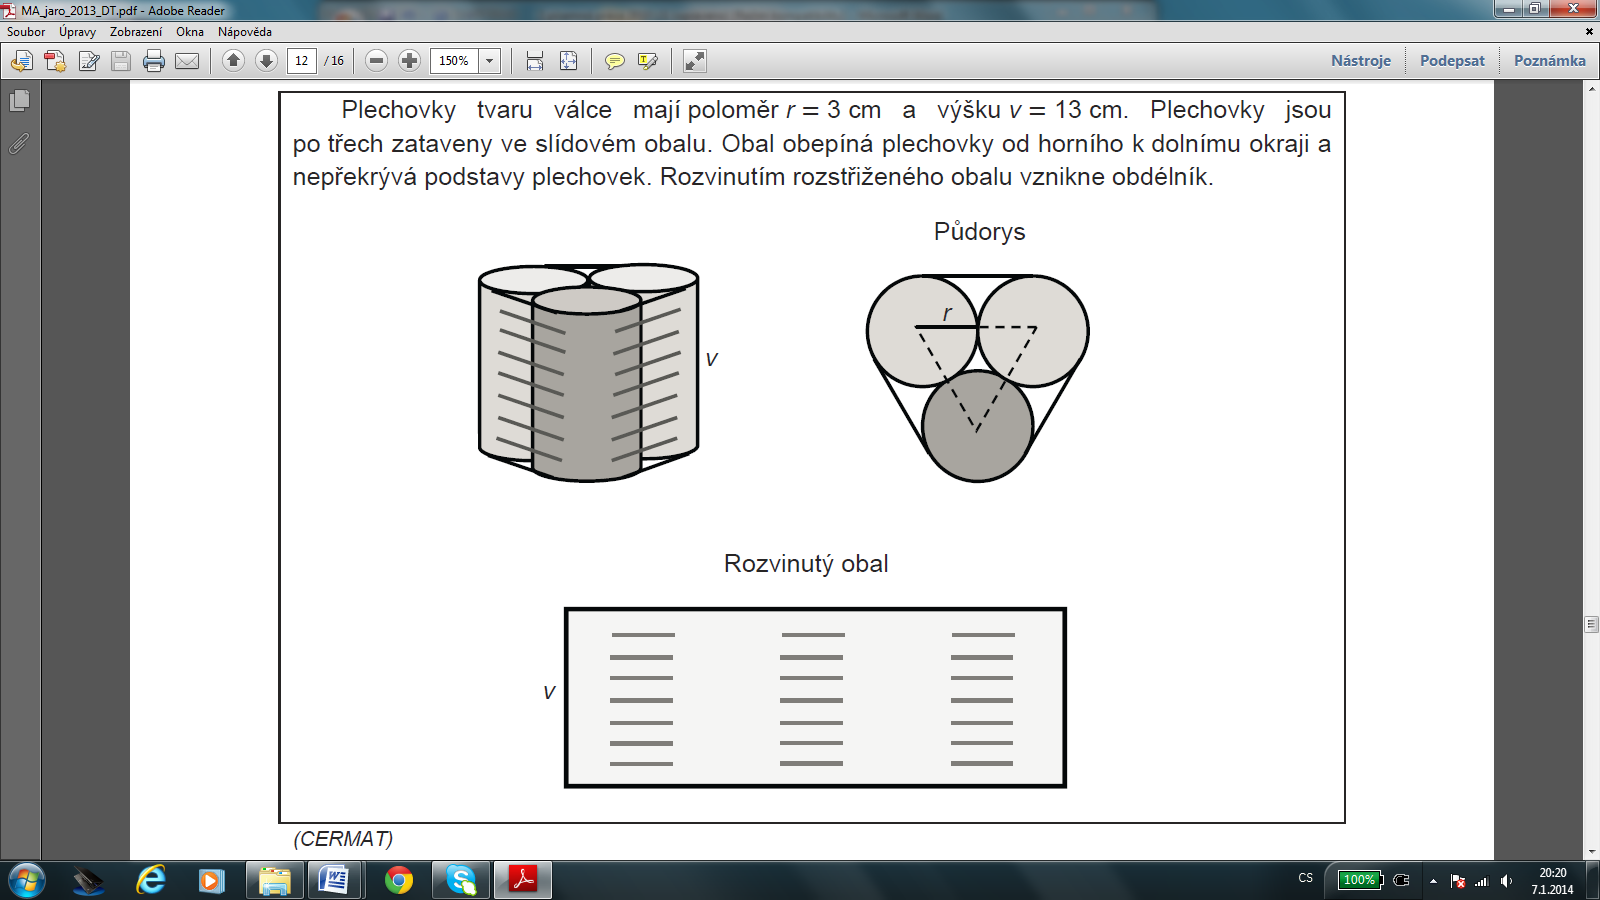 MA_jaro_2013_DT.pdf - Adobe Reader
Soubor Úpravy Zobrazení Okna Nápověda
12 / 16 150% Nástroje Podepsat Poznámka
Plechovky tvaru válce mají poloměr r = 3 cm a výšku v = 13 cm. Plechovky jsou
po třech zataveny ve slídovém obalu. Obal obepíná plechovky od horního k dolnímu okraji a
nepřekrývá podstavy plechovek. Rozvinutím rozstřiženého obalu vznikne obdélník.
Půdorys
r
v
Rozvinutý obal
v
(CERMAT)
CS 100% 20:20
7.1.2014